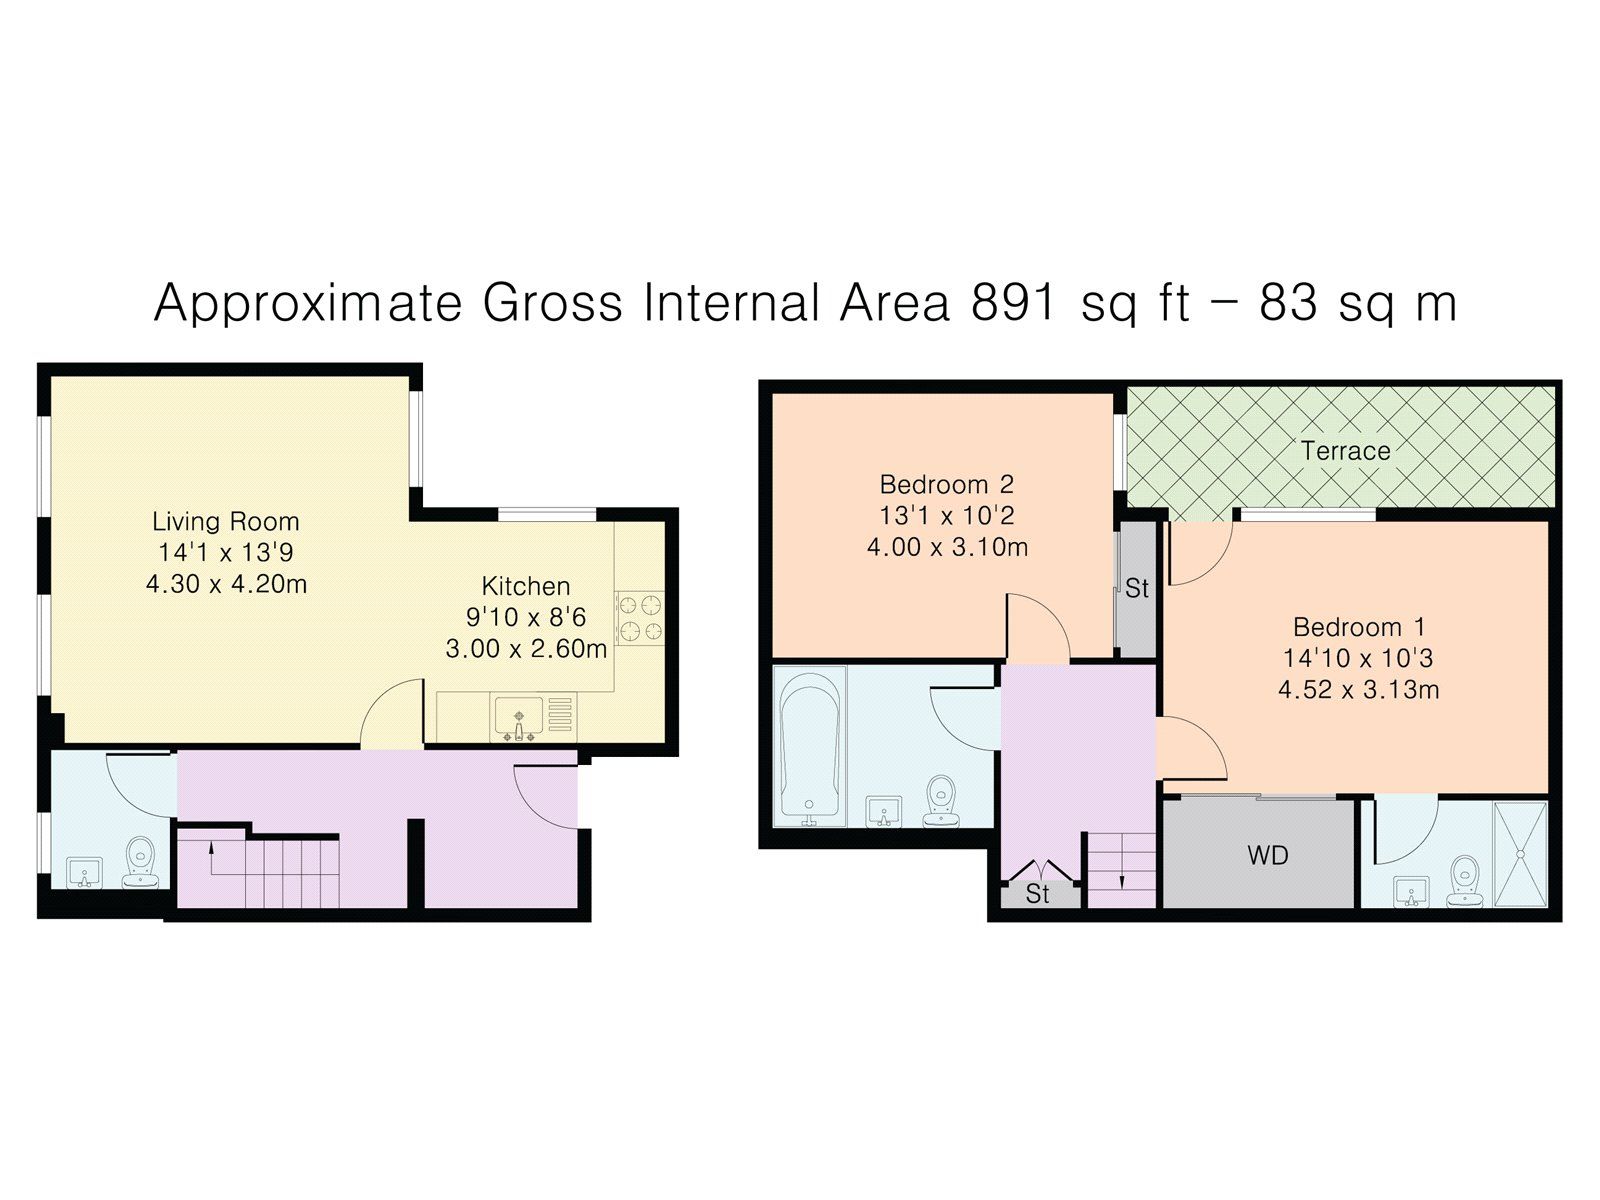 Approximate Gross Internal Area 891 sq ft – 83 sq m
Living Room
14'1 x 13'9
4.30 x 4.20m
Kitchen
9'10 x 8'6
3.00 x 2.60m
Bedroom 2
13'1 x 10'2
4.00 x 3.10m
Terrace
St
Bedroom 1
14'10 x 10'3
4.52 x 3.13m
WD
St